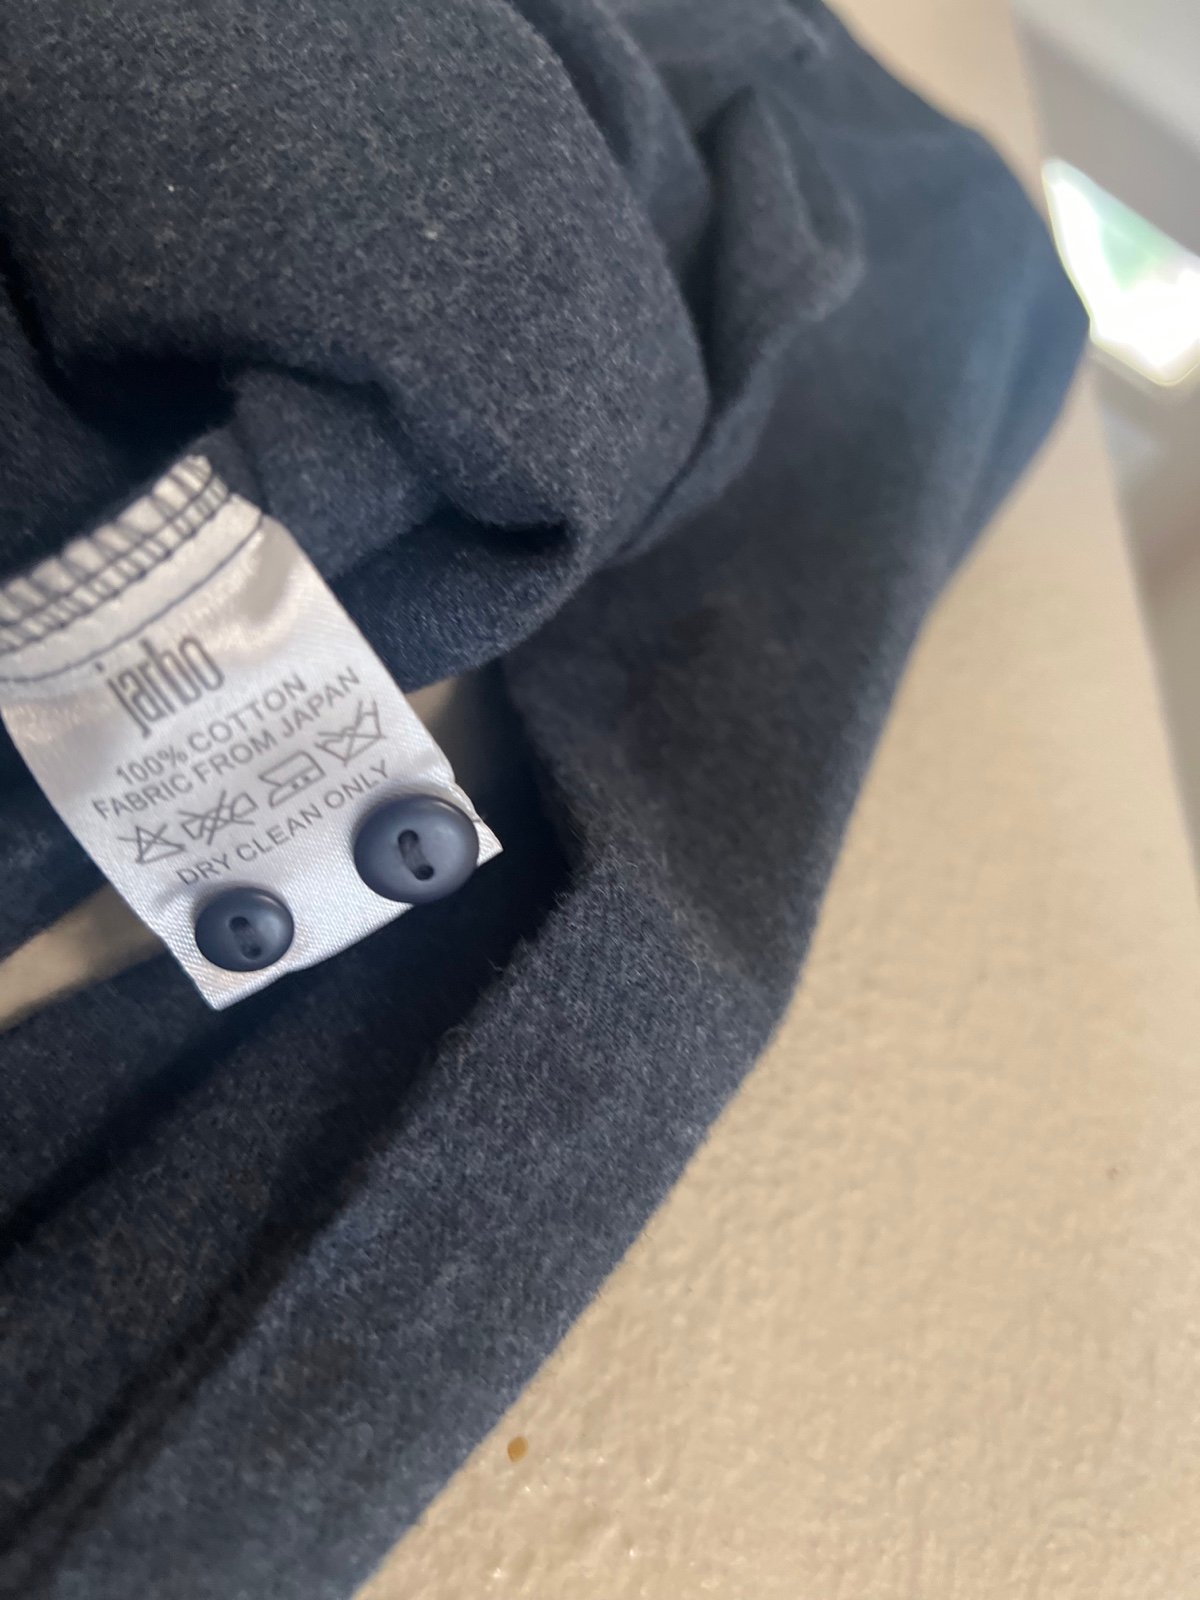 jarbo
100% COTTON
FABRIC FROM JAPAN
DRY CLEAN ONLY